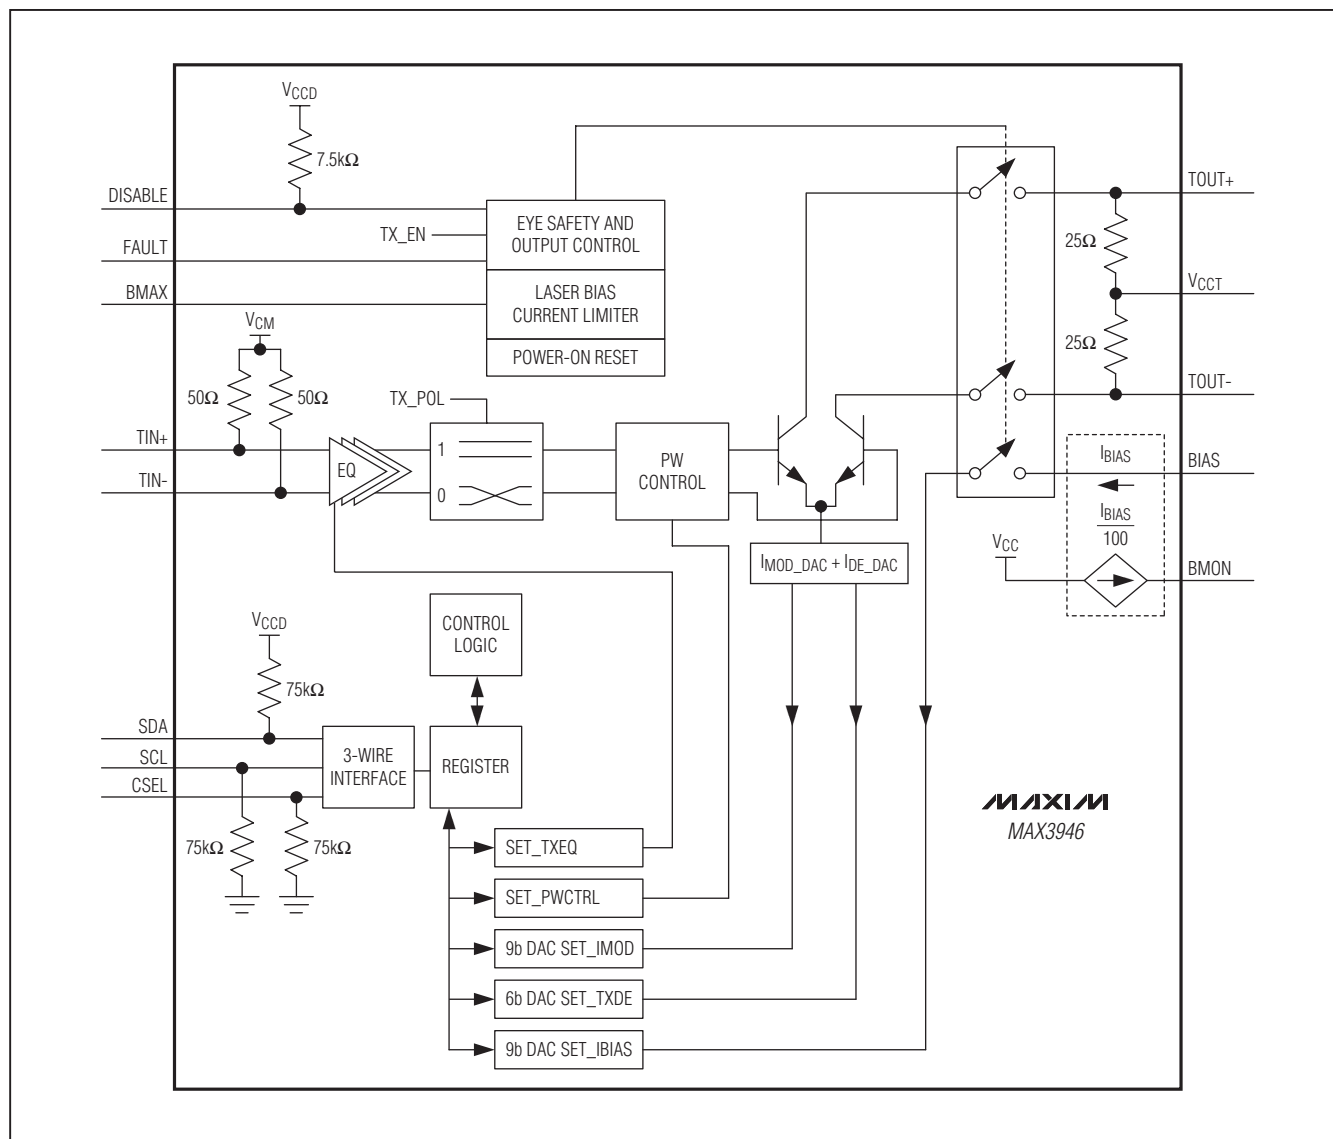 VCCD
7.5kΩ
DISABLE
TX_EN
FAULT
BMAX
EYE SAFETY AND
OUTPUT CONTROL
LASER BIAS
CURRENT LIMITER
POWER-ON RESET
TOUT+
25Ω
VCCT
25Ω
TOUT-
VCM
50Ω
50Ω
TX_POL
TIN+
TIN-
EQ
1
0
PW
CONTROL
IBIAS
BIAS
IBIAS
100
VCC
BMON
IMOD_DAC + IDE_DAC
CONTROL
LOGIC
VCCD
75kΩ
SDA
SCL
CSEL
3-WIRE
INTERFACE
REGISTER
75kΩ
75kΩ
SET_TXEQ
SET_PWCTRL
9b DAC SET_IMOD
6b DAC SET_TXDE
9b DAC SET_IBIAS
MAXIM
MAX3946